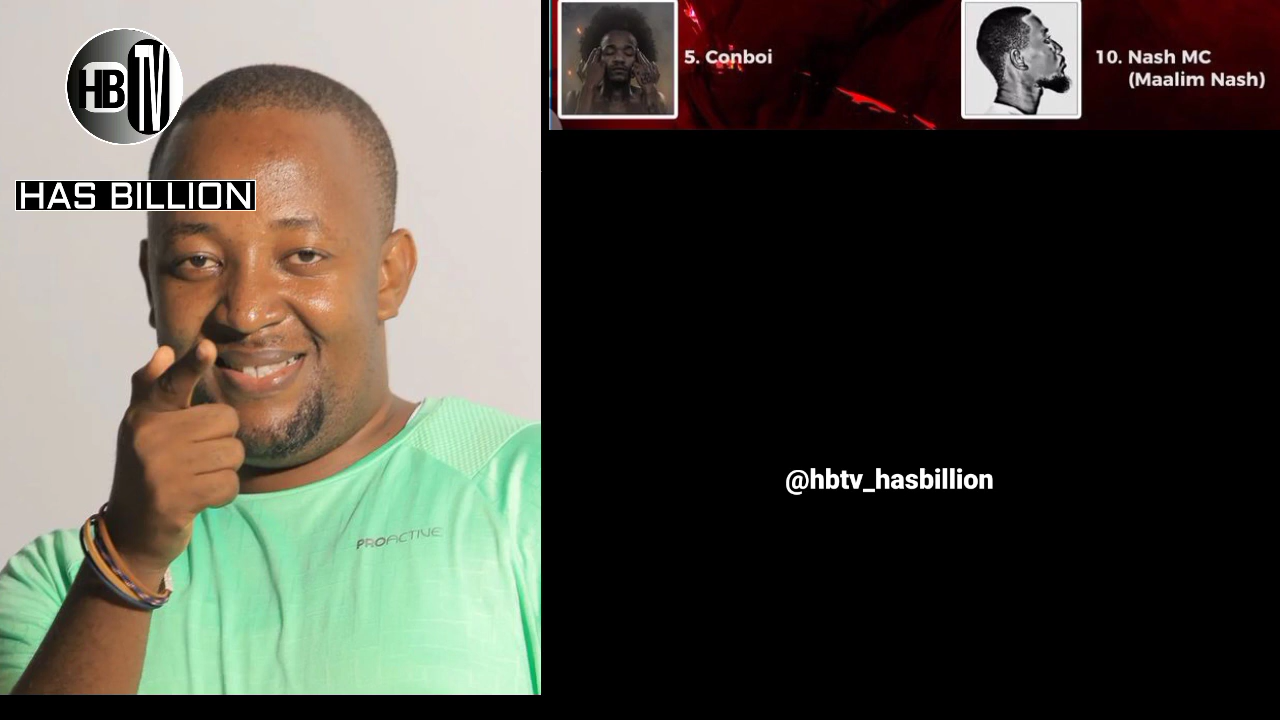 HB TV
HAS BILLION
PROACTIVE
5. Conboi
10. Nash MC
(Maalim Nash)
@hbtv_hasbillion